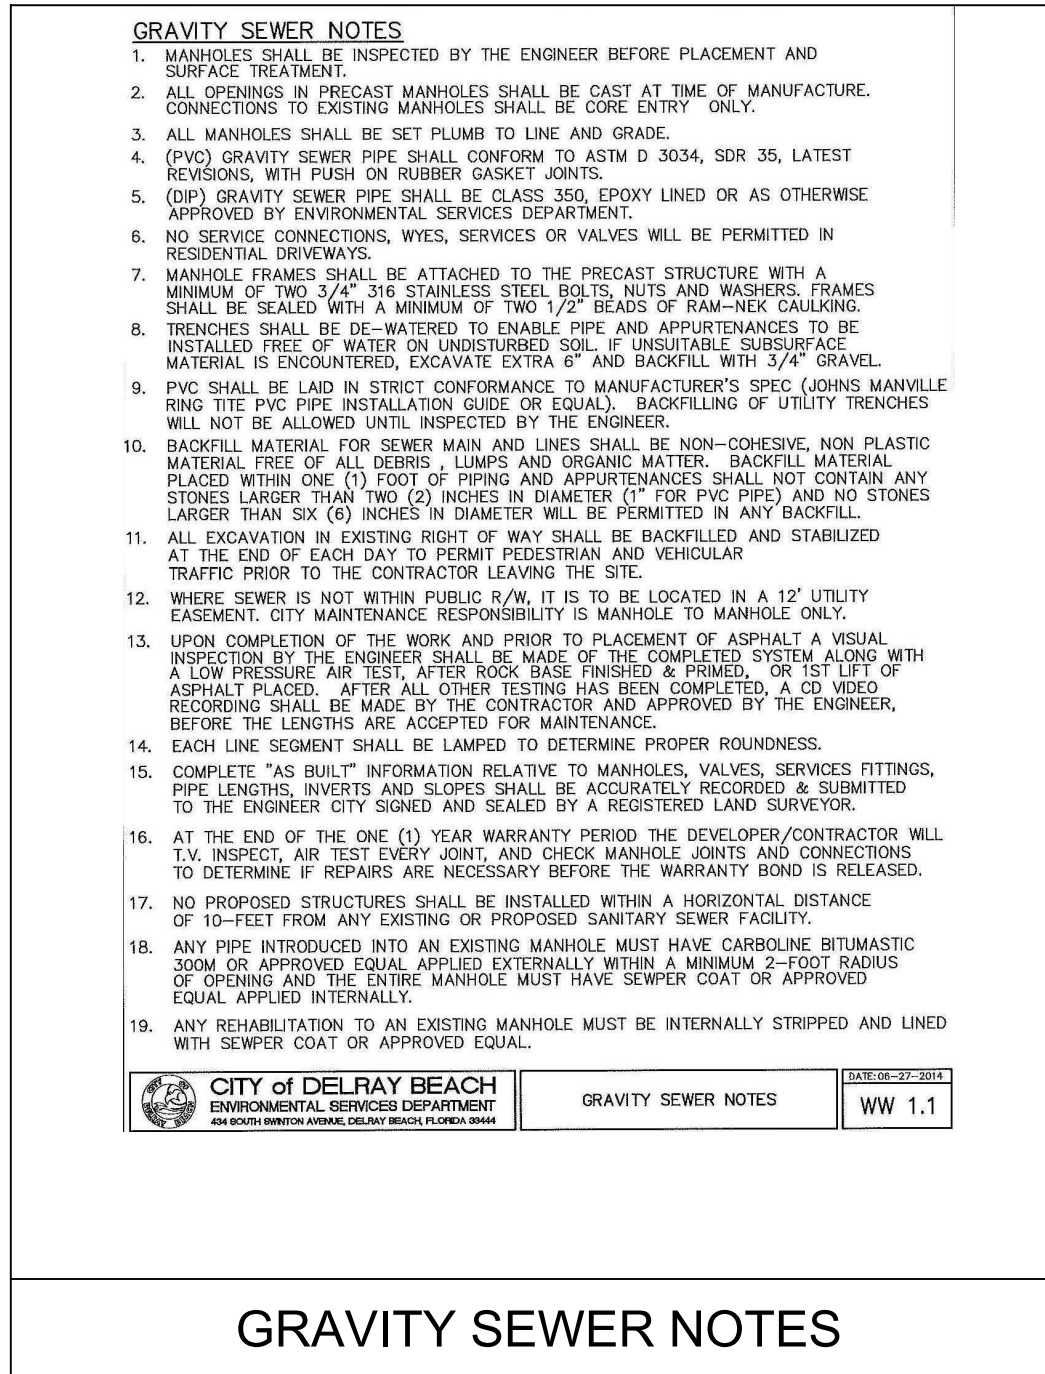 GRAVITY SEWER NOTES
1. MANHOLES SHALL BE INSPECTED BY THE ENGINEER BEFORE PLACEMENT AND
SURFACE TREATMENT.
2. ALL OPENINGS IN PRECAST MANHOLES SHALL BE CAST AT TIME OF MANUFACTURE.
CONNECTIONS TO EXISTING MANHOLES SHALL BE CORE ENTRY ONLY.
3. ALL MANHOLES SHALL BE SET PLUMB TO LINE AND GRADE.
4. (PVC) GRAVITY SEWER PIPE SHALL CONFORM TO ASTM D 3034, SDR 35, LATEST
REVISIONS, WITH PUSH ON RUBBER GASKET JOINTS.
5. (DIP) GRAVITY SEWER PIPE SHALL BE CLASS 350, EPOXY LINED OR AS OTHERWISE
APPROVED BY ENVIRONMENTAL SERVICES DEPARTMENT.
6. NO SERVICE CONNECTIONS, WYES, SERVICES OR VALVES WILL BE PERMITTED IN
RESIDENTIAL DRIVEWAYS.
7. MANHOLE FRAMES SHALL BE ATTACHED TO THE PRECAST STRUCTURE WITH A
MINIMUM OF TWO 3/4" 316 STAINLESS STEEL BOLTS, NUTS AND WASHERS. FRAMES
SHALL BE SEALED WITH A MINIMUM OF TWO 1/2" BEADS OF RAM-NEK CAULKING.
8. TRENCHES SHALL BE DE-WATERED TO ENABLE PIPE AND APPURTENANCES TO BE
INSTALLED FREE OF WATER ON UNDISTURBED SOIL. IF UNSUITABLE SUBSURFACE
MATERIAL IS ENCOUNTERED, EXCAVATE EXTRA 6" AND BACKFILL WITH 3/4" GRAVEL.
9. PVC SHALL BE LAID IN STRICT CONFORMANCE TO MANUFACTURER'S SPEC (JOHNS MANVILLE
RING TITE PVC PIPE INSTALLATION GUIDE OR EQUAL). BACKFILLING OF UTILITY TRENCHES
WILL NOT BE ALLOWED UNTIL INSPECTED BY THE ENGINEER.
10. BACKFILL MATERIAL FOR SEWER MAIN AND LINES SHALL BE NON-COHESIVE, NON PLASTIC
MATERIAL FREE OF ALL DEBRIS , LUMPS AND ORGANIC MATTER. BACKFILL MATERIAL
PLACED WITHIN ONE (1) FOOT OF PIPING AND APPURTENANCES SHALL NOT CONTAIN ANY
STONES LARGER THAN TWO (2) INCHES IN DIAMETER (1" FOR PVC PIPE) AND NO STONES
LARGER THAN SIX (6) INCHES IN DIAMETER WILL BE PERMITTED IN ANY BACKFILL.
11. ALL EXCAVATION IN EXISTING RIGHT OF WAY SHALL BE BACKFILLED AND STABILIZED
AT THE END OF EACH DAY TO PERMIT PEDESTRIAN AND VEHICULAR
TRAFFIC PRIOR TO THE CONTRACTOR LEAVING THE SITE.
12. WHERE SEWER IS NOT WITHIN PUBLIC R/W, IT IS TO BE LOCATED IN A 12' UTILITY
EASEMENT. CITY MAINTENANCE RESPONSIBILITY IS MANHOLE TO MANHOLE ONLY.
13. UPON COMPLETION OF THE WORK AND PRIOR TO PLACEMENT OF ASPHALT A VISUAL
INSPECTION BY THE ENGINEER SHALL BE MADE OF THE COMPLETED SYSTEM ALONG WITH
A LOW PRESSURE AIR TEST, AFTER ROCK BASE FINISHED & PRIMED, OR 1ST LIFT OF
ASPHALT PLACED. AFTER ALL OTHER TESTING HAS BEEN COMPLETED, A CD VIDEO
RECORDING SHALL BE MADE BY THE CONTRACTOR AND APPROVED BY THE ENGINEER,
BEFORE THE LENGTHS ARE ACCEPTED FOR MAINTENANCE.
14. EACH LINE SEGMENT SHALL BE LAMPED TO DETERMINE PROPER ROUNDNESS.
15. COMPLETE "AS BUILT" INFORMATION RELATIVE TO MANHOLES, VALVES, SERVICES FITTINGS,
PIPE LENGTHS, INVERTS AND SLOPES SHALL BE ACCURATELY RECORDED & SUBMITTED
TO THE ENGINEER CITY SIGNED AND SEALED BY A REGISTERED LAND SURVEYOR.
16. AT THE END OF THE ONE (1) YEAR WARRANTY PERIOD THE DEVELOPER/CONTRACTOR WILL
T.V. INSPECT, AIR TEST EVERY JOINT, AND CHECK MANHOLE JOINTS AND CONNECTIONS
TO DETERMINE IF REPAIRS ARE NECESSARY BEFORE THE WARRANTY BOND IS RELEASED.
17. NO PROPOSED STRUCTURES SHALL BE INSTALLED WITHIN A HORIZONTAL DISTANCE
OF 10-FEET FROM ANY EXISTING OR PROPOSED SANITARY SEWER FACILITY.
18. ANY PIPE INTRODUCED INTO AN EXISTING MANHOLE MUST HAVE CARBOLINE BITUMASTIC
300M OR APPROVED EQUAL APPLIED EXTERNALLY WITHIN A MINIMUM 2-FOOT RADIUS
OF OPENING AND THE ENTIRE MANHOLE MUST HAVE SEWPER COAT OR APPROVED
EQUAL APPLIED INTERNALLY.
19. ANY REHABILITATION TO AN EXISTING MANHOLE MUST BE INTERNALLY STRIPPED AND LINED
WITH SEWPER COAT OR APPROVED EQUAL.
CITY OF DELRAY BEACH
CITY of DELRAY BEACH
ENVIRONMENTAL SERVICES DEPARTMENT
434 SOUTH SWINTON AVENUE, DELRAY BEACH, FLORIDA 33444
GRAVITY SEWER NOTES
DATE: 06-27-2014
WW 1.1
GRAVITY SEWER NOTES